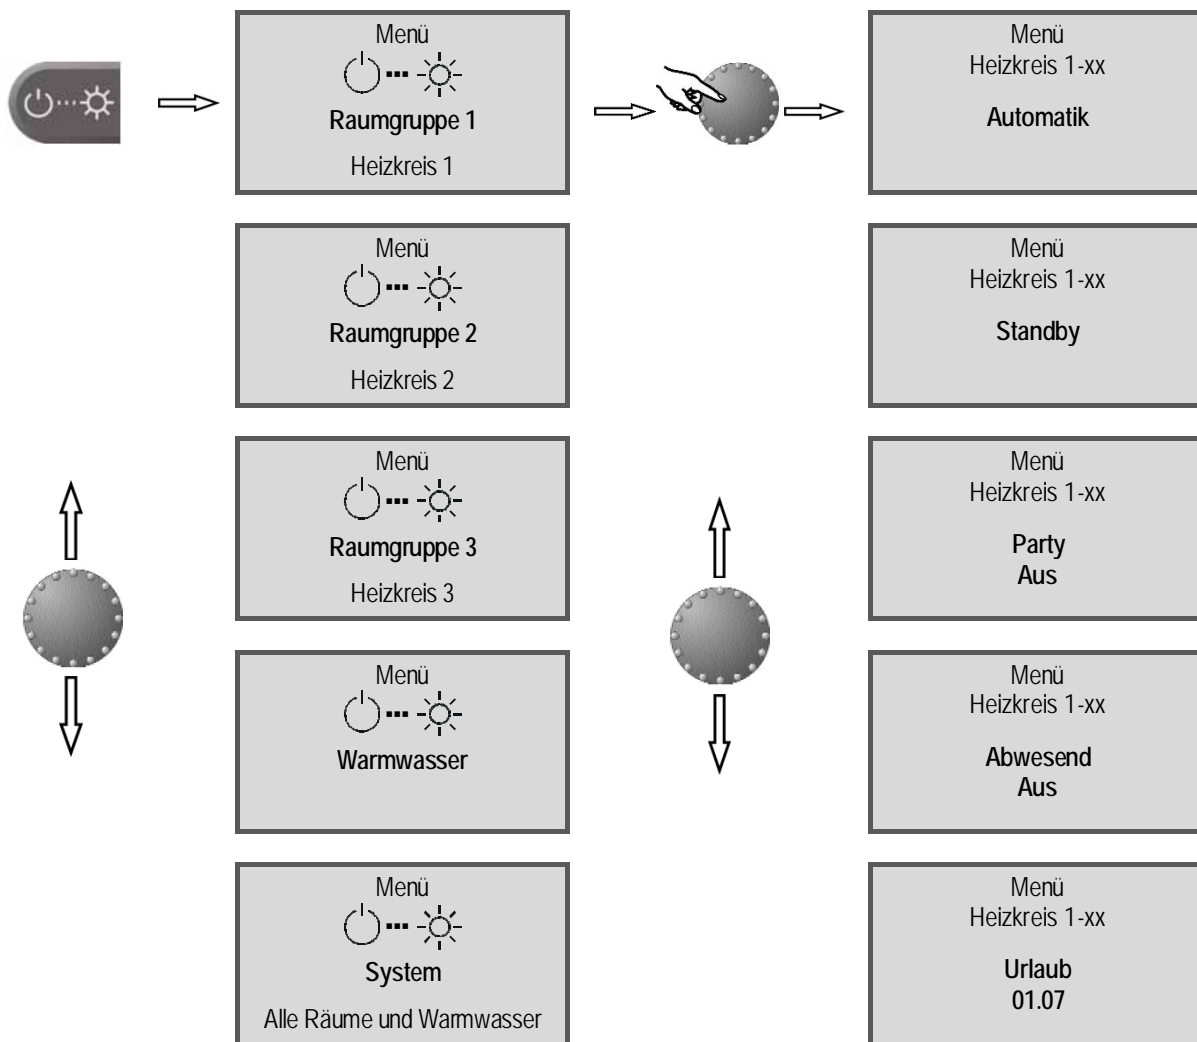 Menü
Raumgruppe 1
Heizkreis 1
Menü
Heizkreis 1-xx
Automatik
Menü
Raumgruppe 2
Heizkreis 2
Menü
Heizkreis 1-xx
Standby
Menü
Raumgruppe 3
Heizkreis 3
Menü
Heizkreis 1-xx
Party
Aus
Menü
Warmwasser
Menü
Heizkreis 1-xx
Abwesend
Aus
Menü
System
Alle Räume und Warmwasser
Menü
Heizkreis 1-xx
Urlaub
01.07